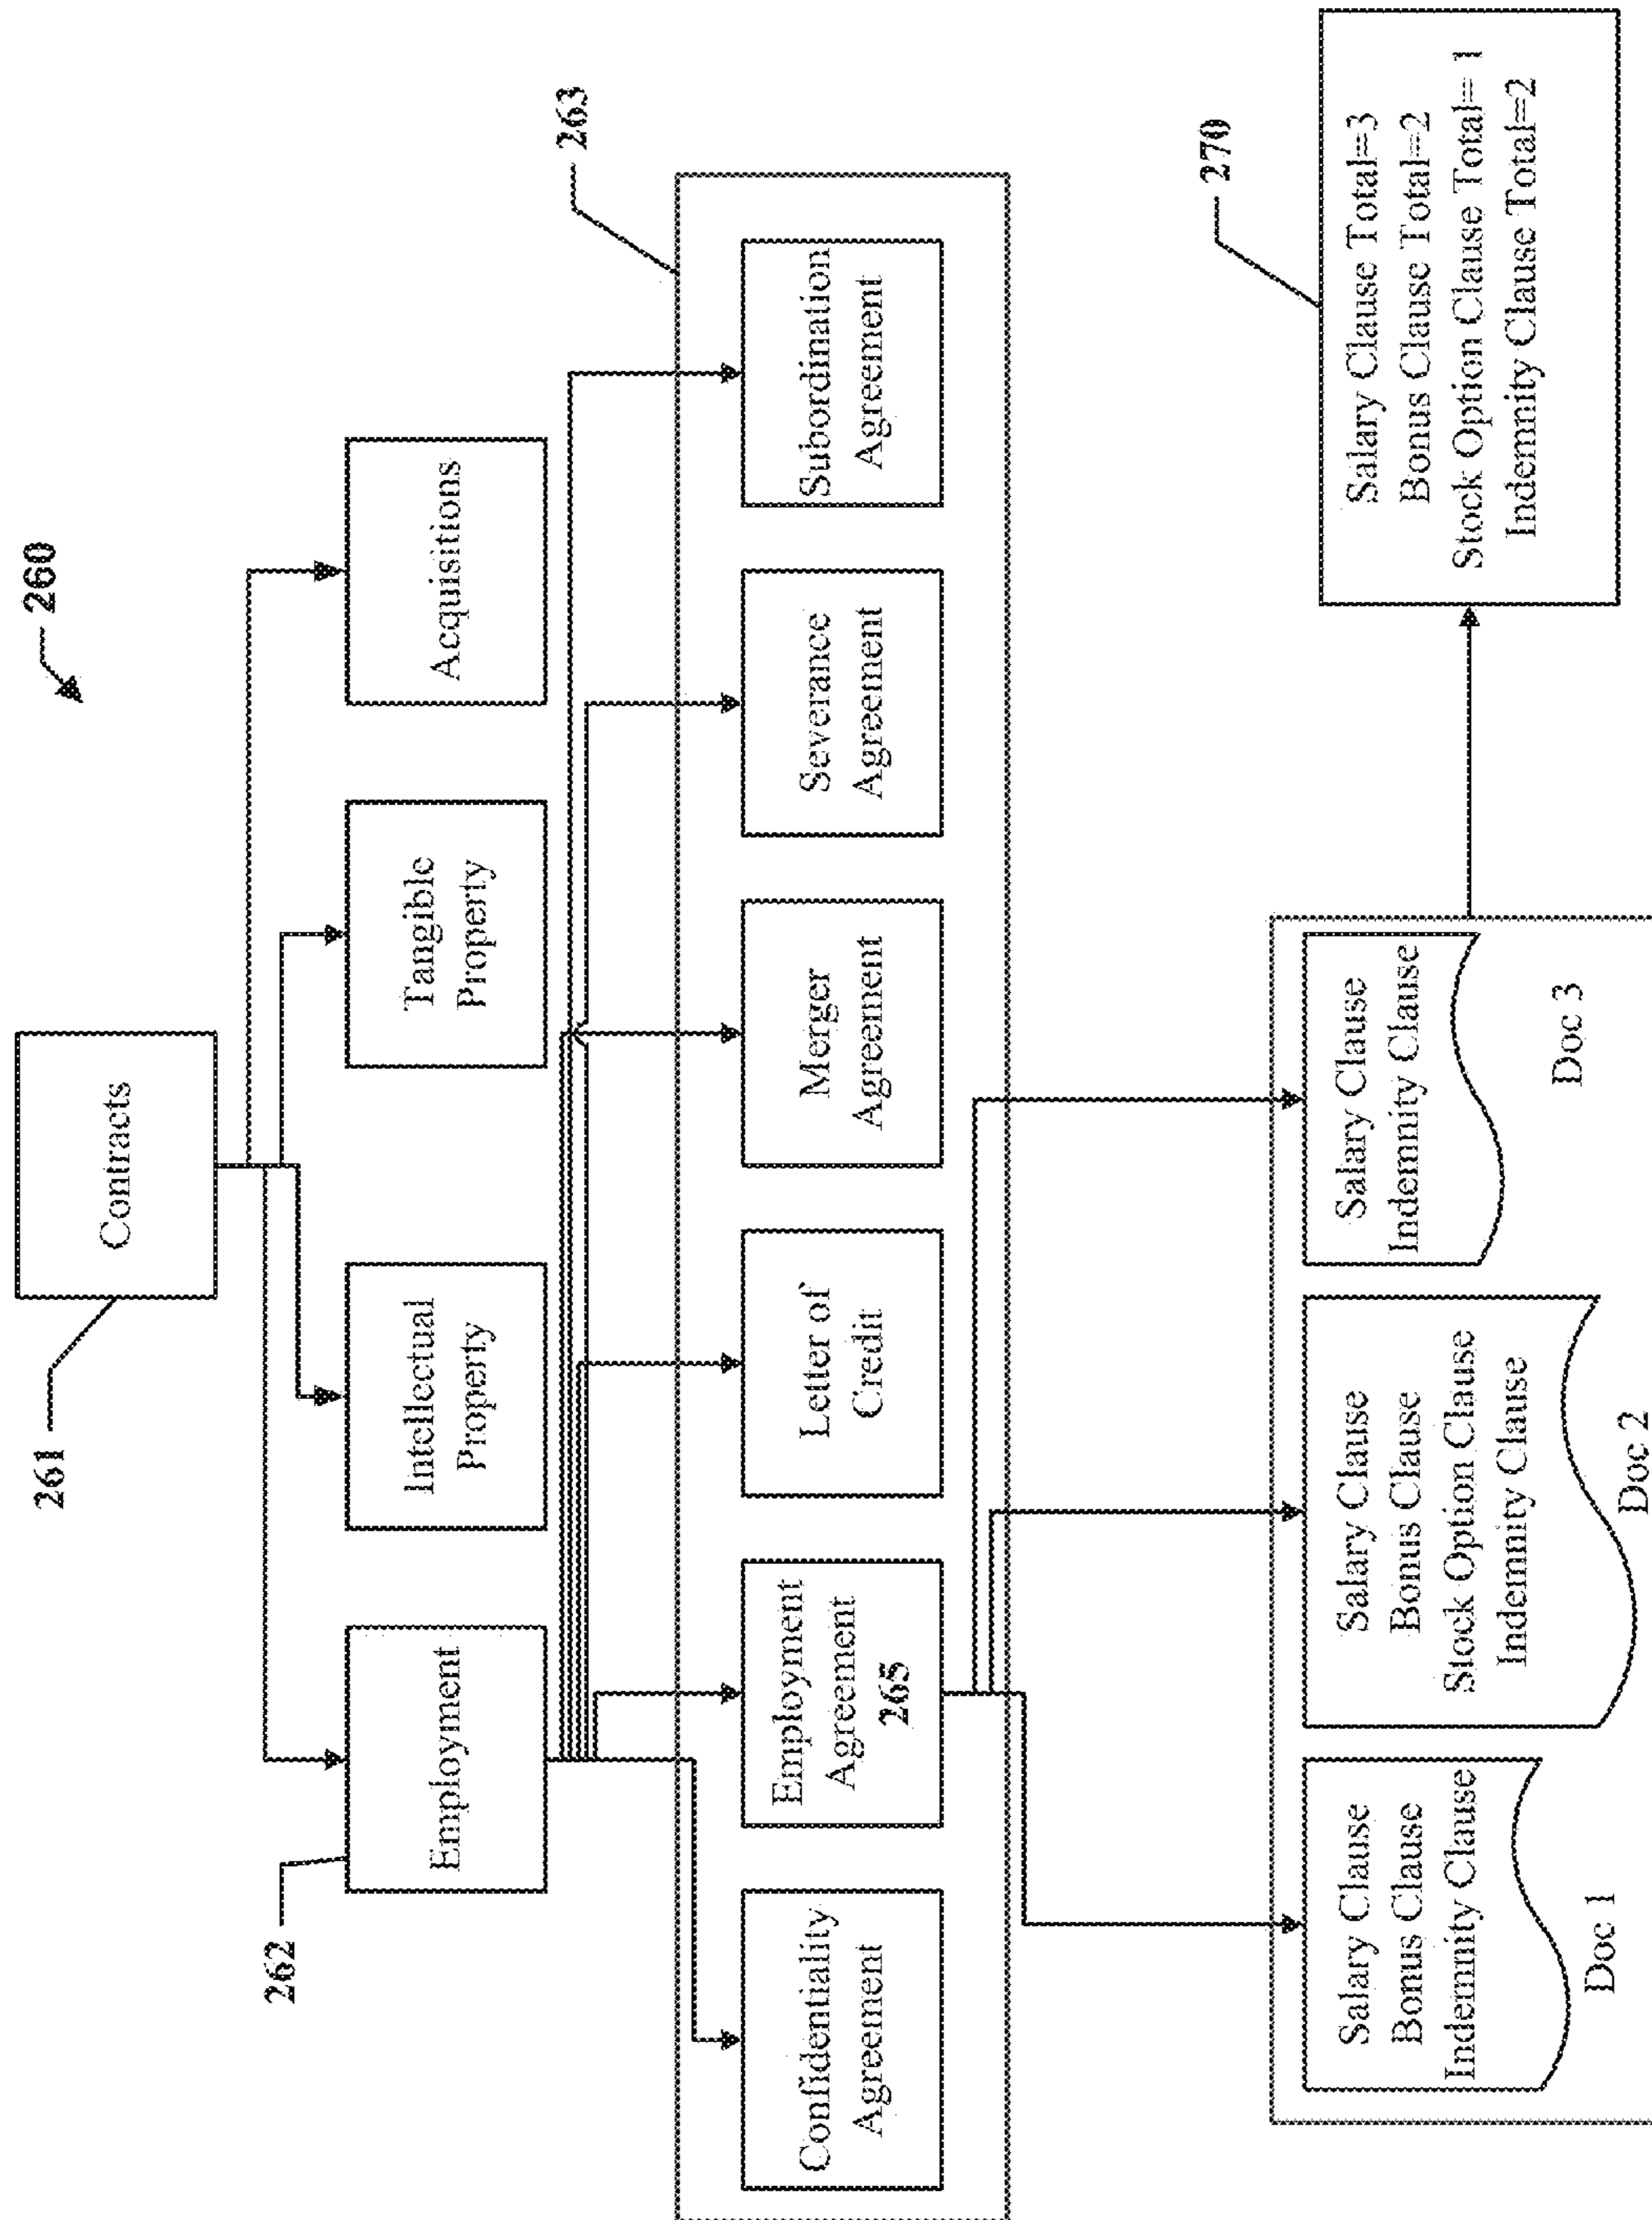 260
261
Contracts
262
Employment
Intellectual
Property
Tangible
Property
Acquisitions
263
Confidentiality
Agreement
Employment
Agreement
265
Letter of
Credit
Merger
Agreement
Severance
Agreement
Subordination
Agreement
Salary Clause
Bonus Clause
Indemnity Clause
Doc 1
Salary Clause
Bonus Clause
Stock Option Clause
Indemnity Clause
Doc 2
Salary Clause
Indemnity Clause
Doc 3
270
Salary Clause Total=3
Bonus Clause Total=2
Stock Option Clause Total=1
Indemnity Clause Total=2